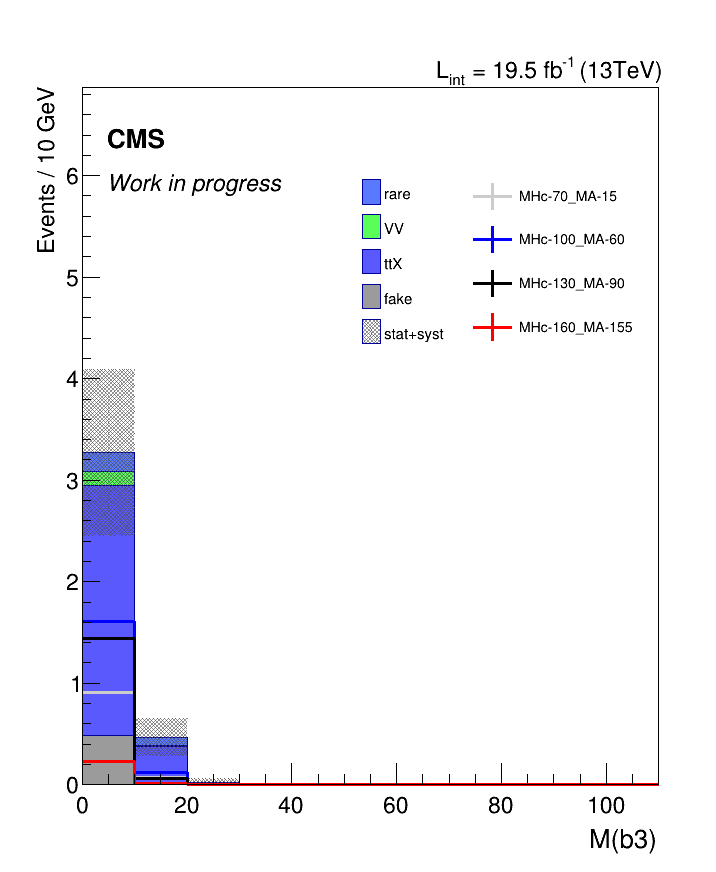 L_int = 19.5 fb^-1 (13TeV)
Events / 10 GeV
CMS
Work in progress
rare
VV
ttX
fake
stat+syst
MHc-70_MA-15
MHc-100_MA-60
MHc-130_MA-90
MHc-160_MA-155
6
5
4
3
2
1
0
0 20 40 60 80 100
M(b3)